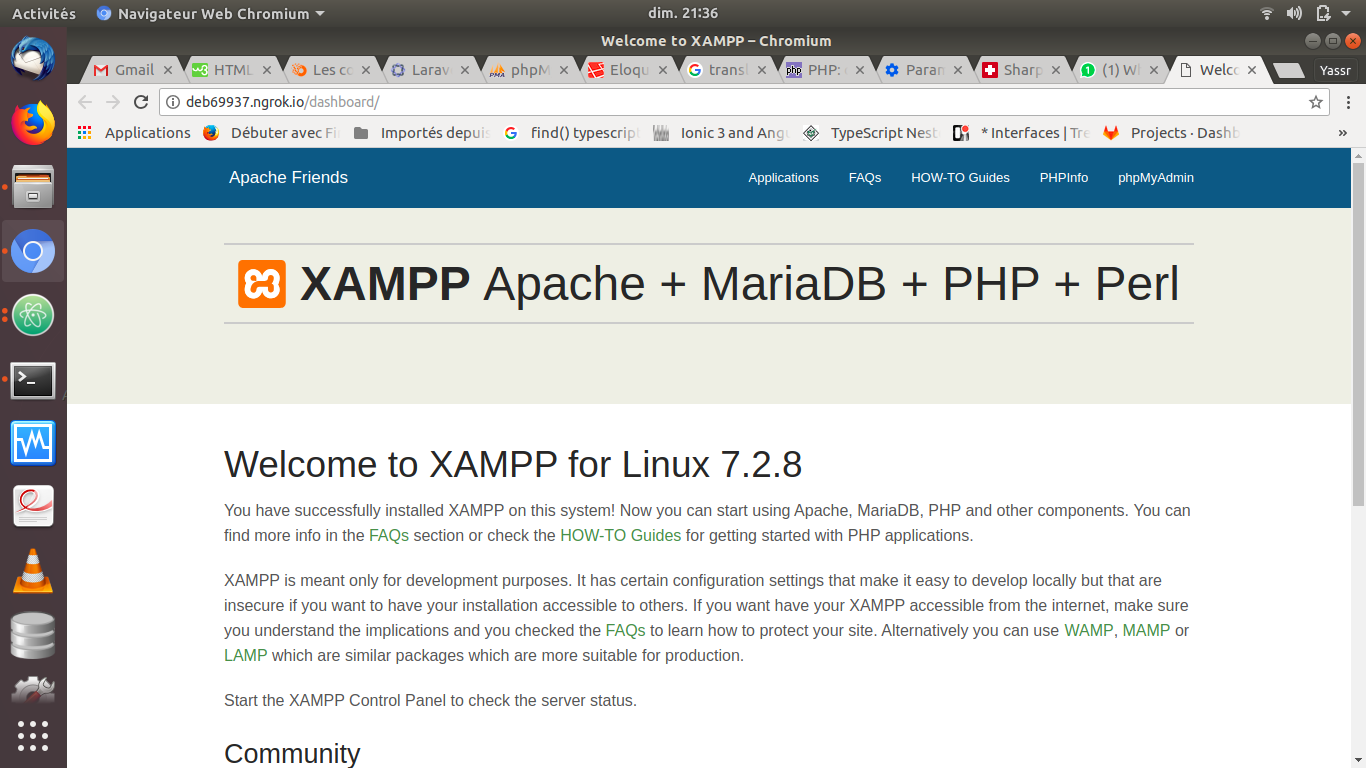 Activités Navigateur Web Chromium dim. 21:36
Welcome to XAMPP – Chromium
Gmail HTML Les co Larav phpM Eloqu transl PHP: Param Sharp (1) Wh Welco Yassr
deb69937.ngrok.io/dashboard/
Applications Débuter avec Fi Importés depuis find() typescrip Ionic 3 and Angu TypeScript Nest * Interfaces | Tre Projects · Dashb »
Apache Friends Applications FAQs HOW-TO Guides PHPInfo phpMyAdmin
XAMPP Apache + MariaDB + PHP + Perl
Welcome to XAMPP for Linux 7.2.8
You have successfully installed XAMPP on this system! Now you can start using Apache, MariaDB, PHP and other components. You can
find more info in the FAQs section or check the HOW-TO Guides for getting started with PHP applications.
XAMPP is meant only for development purposes. It has certain configuration settings that make it easy to develop locally but that are
insecure if you want to have your installation accessible to others. If you want have your XAMPP accessible from the internet, make sure
you understand the implications and you checked the FAQs to learn how to protect your site. Alternatively you can use WAMP, MAMP or
LAMP which are similar packages which are more suitable for production.
Start the XAMPP Control Panel to check the server status.
Community